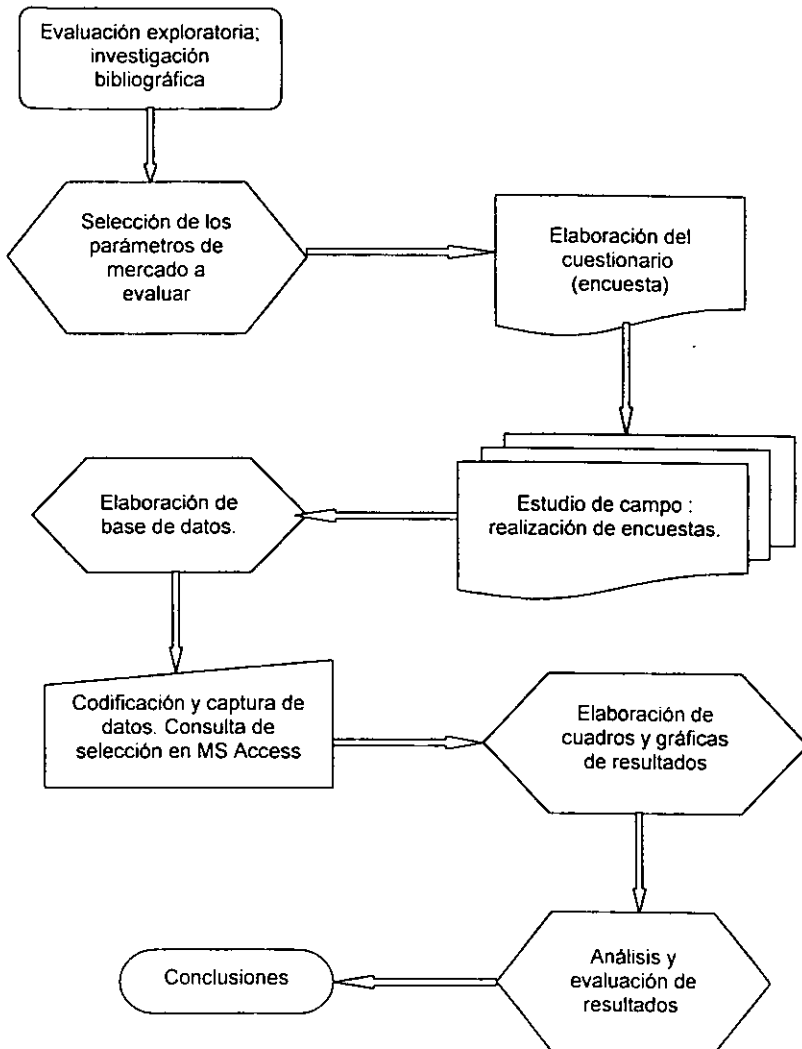 Evaluación exploratoria;
investigación
bibliográfica
Selección de los
parámetros de
mercado a
evaluar
Elaboración del
cuestionario
(encuesta)
Estudio de campo :
realización de encuestas.
Elaboración de
base de datos.
Codificación y captura de
datos. Consulta de
selección en MS Access
Elaboración de
cuadros y gráficas
de resultados
Análisis y
evaluación de
resultados
Conclusiones